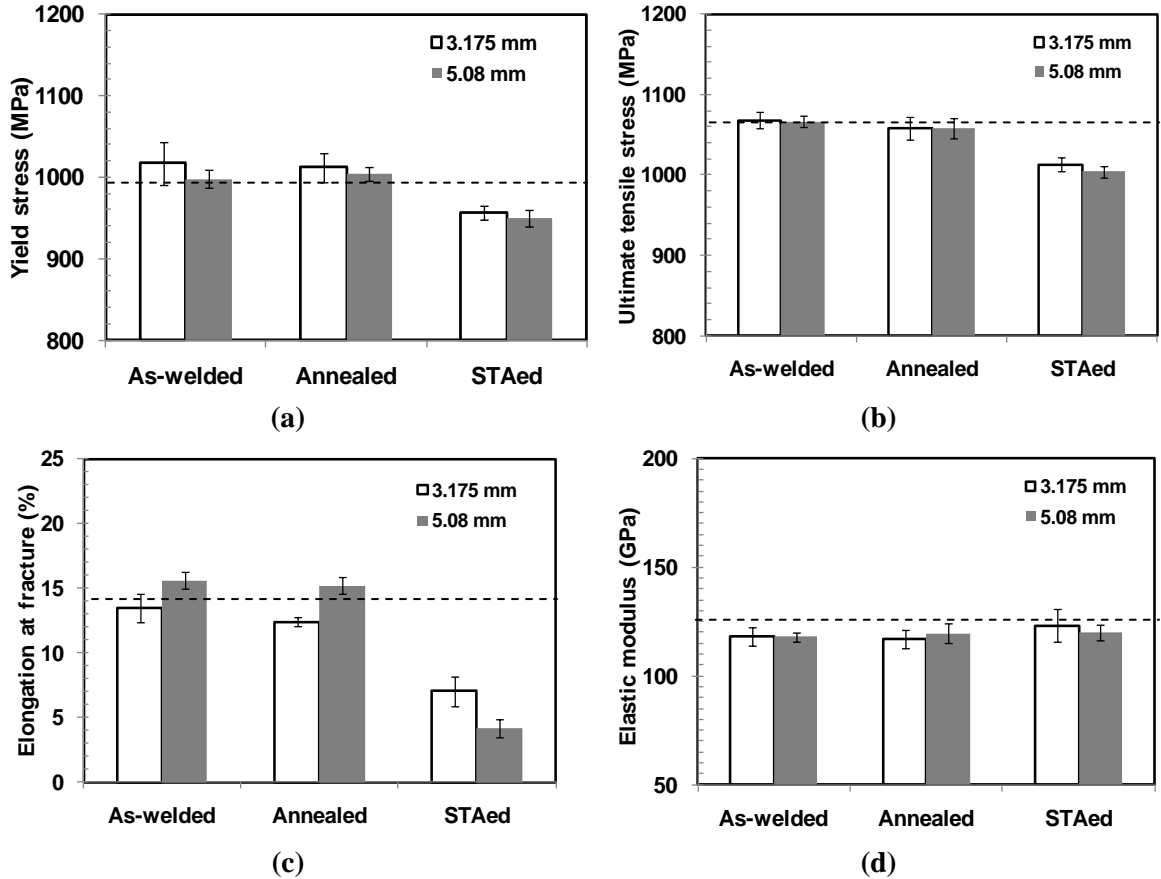 Yield stress (MPa)
1200
1100
1000
900
800
3.175 mm
5.08 mm
As-welded Annealed STAed
(a)
Ultimate tensile stress (MPa)
1200
1100
1000
900
800
3.175 mm
5.08 mm
As-welded Annealed STAed
(b)
Elongation at fracture (%)
25
20
15
10
5
0
3.175 mm
5.08 mm
As-welded Annealed STAed
(c)
Elastic modulus (GPa)
200
150
100
50
3.175 mm
5.08 mm
As-welded Annealed STAed
(d)